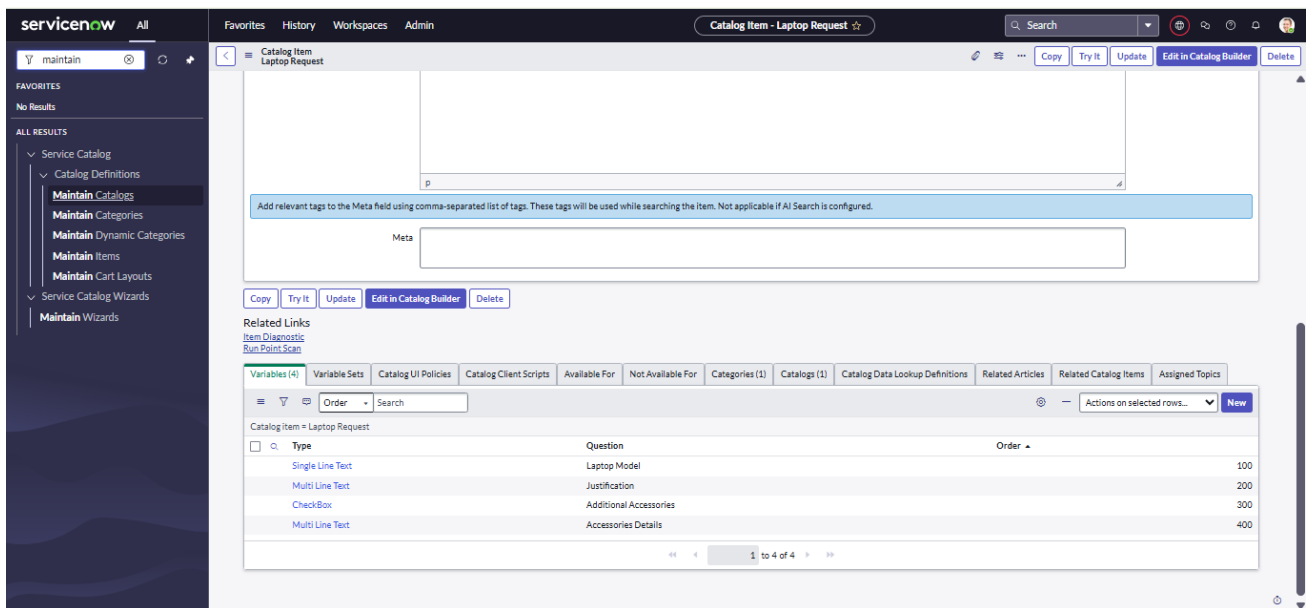 servicenow All Favorites History Workspaces Admin Catalog Item - Laptop Request Search
maintain
Catalog Item
Laptop Request
Copy Try It Update Edit in Catalog Builder Delete
FAVORITES
No Results
ALL RESULTS
Service Catalog
Catalog Definitions
Maintain Catalogs
Maintain Categories
Maintain Dynamic Categories
Maintain Items
Maintain Cart Layouts
Service Catalog Wizards
Maintain Wizards
p
Add relevant tags to the Meta field using comma-separated list of tags. These tags will be used while searching the item. Not applicable if AI Search is configured.
Meta
Copy Try It Update Edit in Catalog Builder Delete
Related Links
Item Diagnostic
Run Point Scan
Variables (4) Variable Sets Catalog UI Policies Catalog Client Scripts Available For Not Available For Categories (1) Catalogs (1) Catalog Data Lookup Definitions Related Articles Related Catalog Items Assigned Topics
Order Search Actions on selected rows... New
Catalog item = Laptop Request
Type Question Order
Single Line Text Laptop Model 100
Multi Line Text Justification 200
CheckBox Additional Accessories 300
Multi Line Text Accessories Details 400
1 to 4 of 4